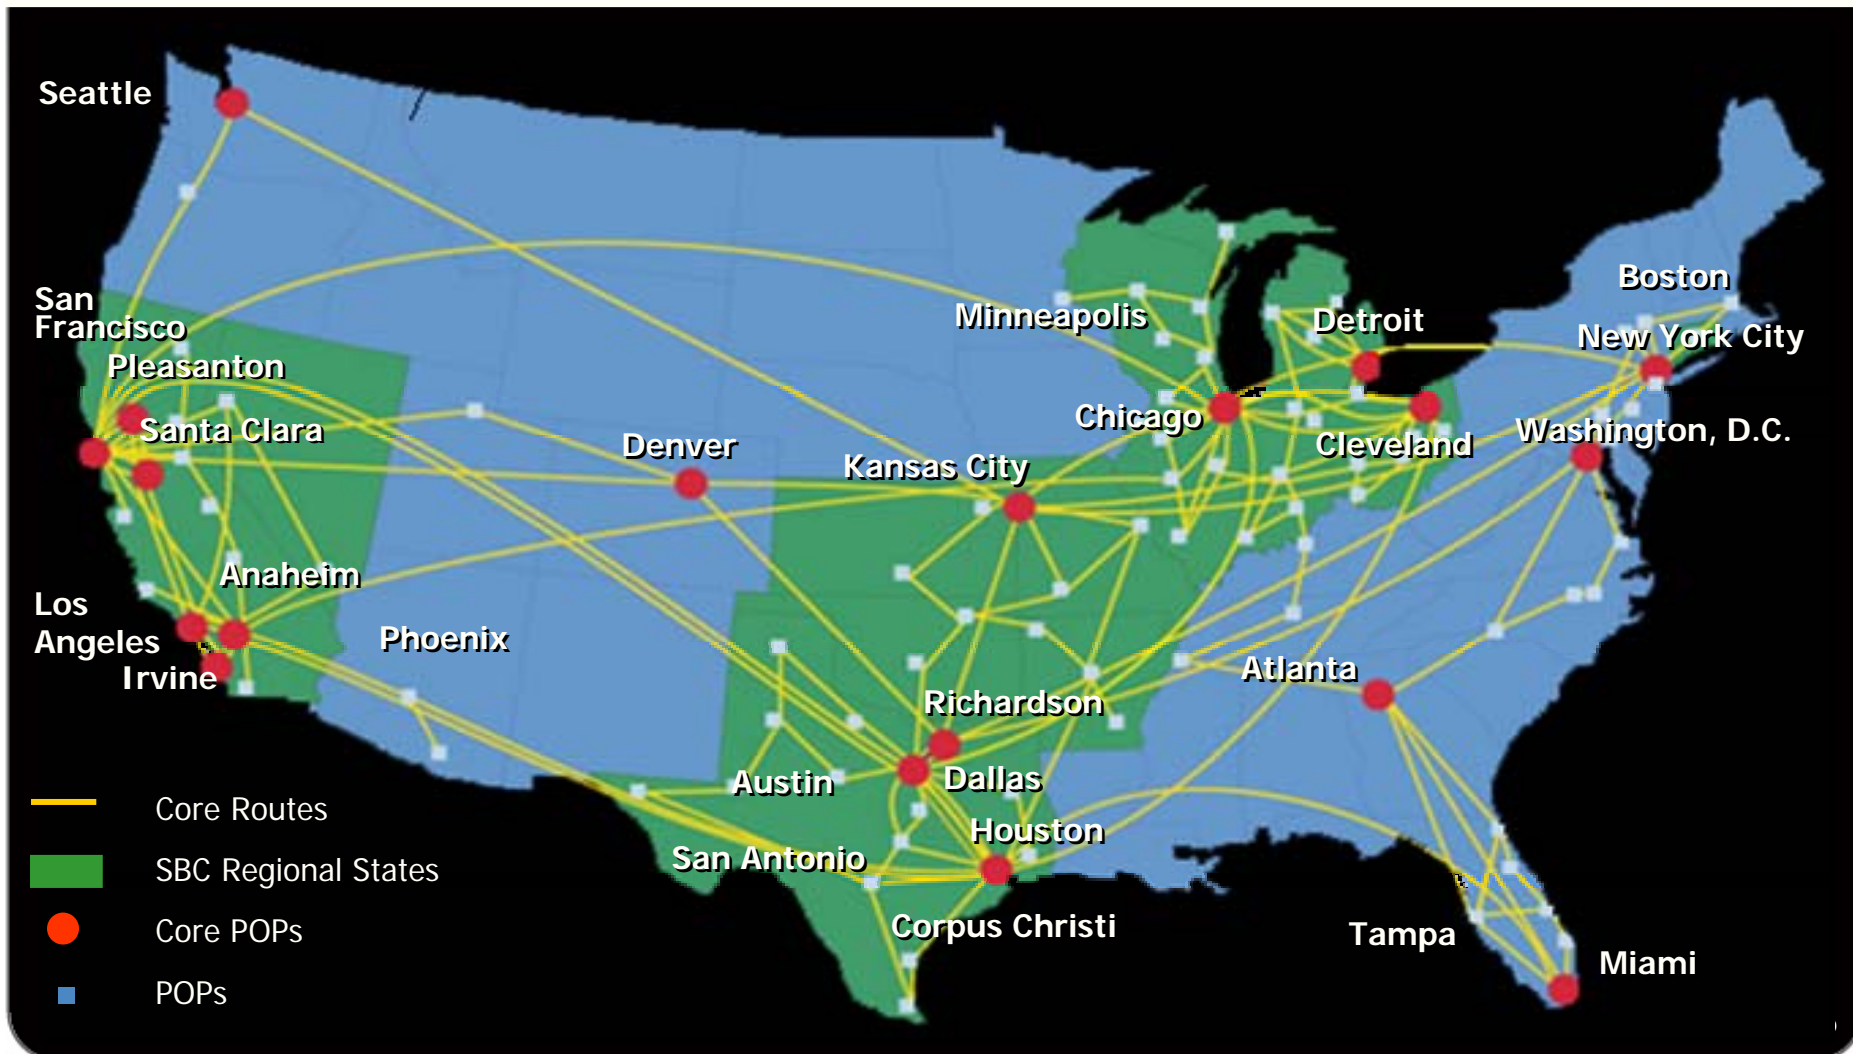 Seattle
San
Francisco
Pleasanton
Santa Clara
Los
Angeles
Anaheim
Irvine
Phoenix
Denver
Kansas City
Minneapolis
Chicago
Detroit
Cleveland
Boston
New York City
Washington, D.C.
Atlanta
Richardson
Dallas
Austin
Houston
San Antonio
Corpus Christi
Tampa
Miami
Core Routes
SBC Regional States
Core POPs
POPs